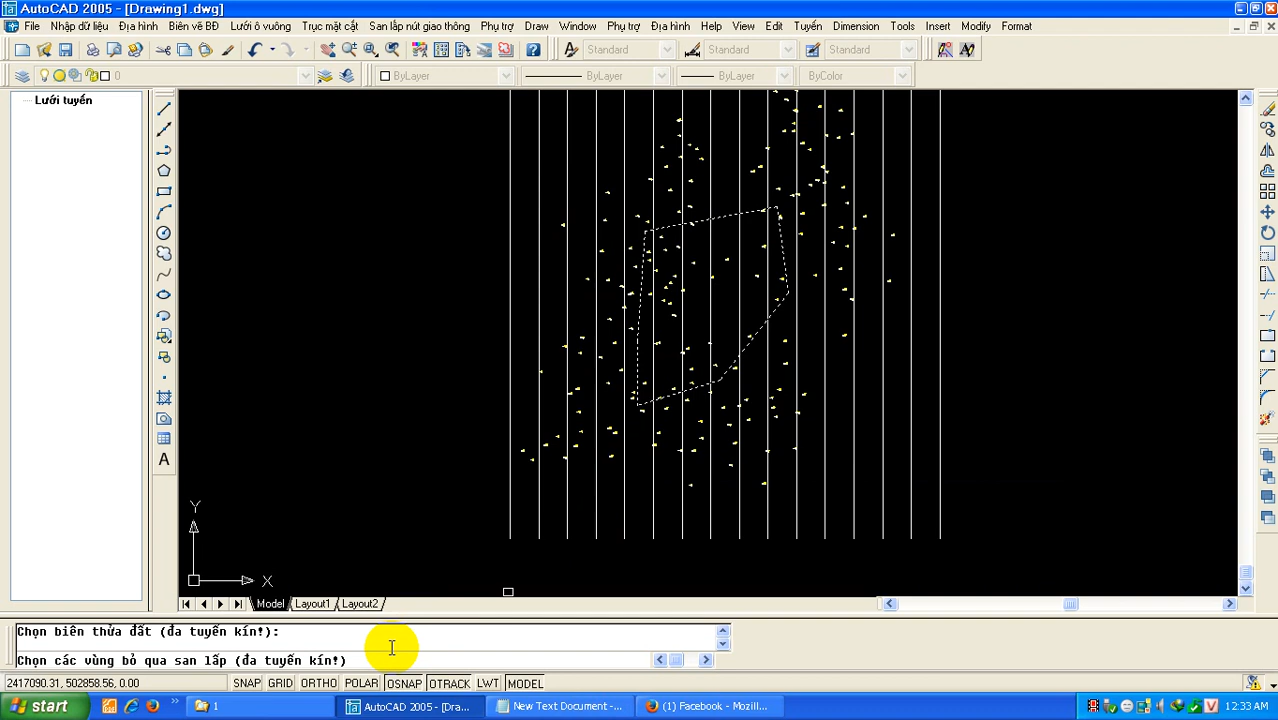 AutoCAD 2005 - [Drawing1.dwg]
File Nhập dữ liệu Địa hình Biên vẽ BĐ Lưới ô vuông Trục mặt cắt San lấp nút giao thông Phụ trợ Draw Window Phụ trợ Địa hình Help View Edit Tuyến Dimension Tools Insert Modify Format
Standard Standard Standard
0 ByLayer ByLayer ByLayer ByColor
Lưới tuyến
Y
X
Model Layout1 Layout2
Chọn biên thửa đất (đa tuyến kín!):
Chọn các vùng bỏ qua san lấp (đa tuyến kín!)
2417090.31, 502858.56, 0.00 SNAP GRID ORTHO POLAR OSNAP OTRACK LWT MODEL
start 1 AutoCAD 2005 - [Dra... New Text Document -... (1) Facebook - Mozill... V 12:33 AM